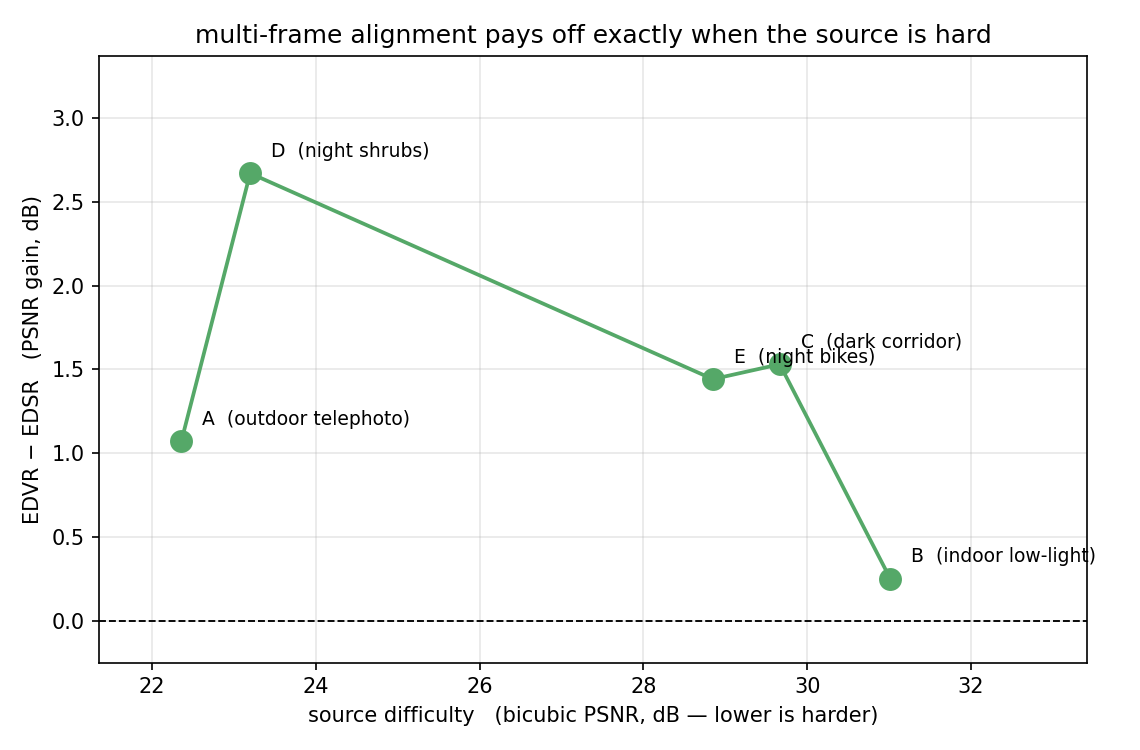 multi-frame alignment pays off exactly when the source is hard
EDVR − EDSR   (PSNR gain, dB)
3.0
2.5
2.0
1.5
1.0
0.5
0.0
D  (night shrubs)
C  (dark corridor)
E  (night bikes)
A  (outdoor telephoto)
B  (indoor low-light)
22
24
26
28
30
32
source difficulty   (bicubic PSNR, dB — lower is harder)